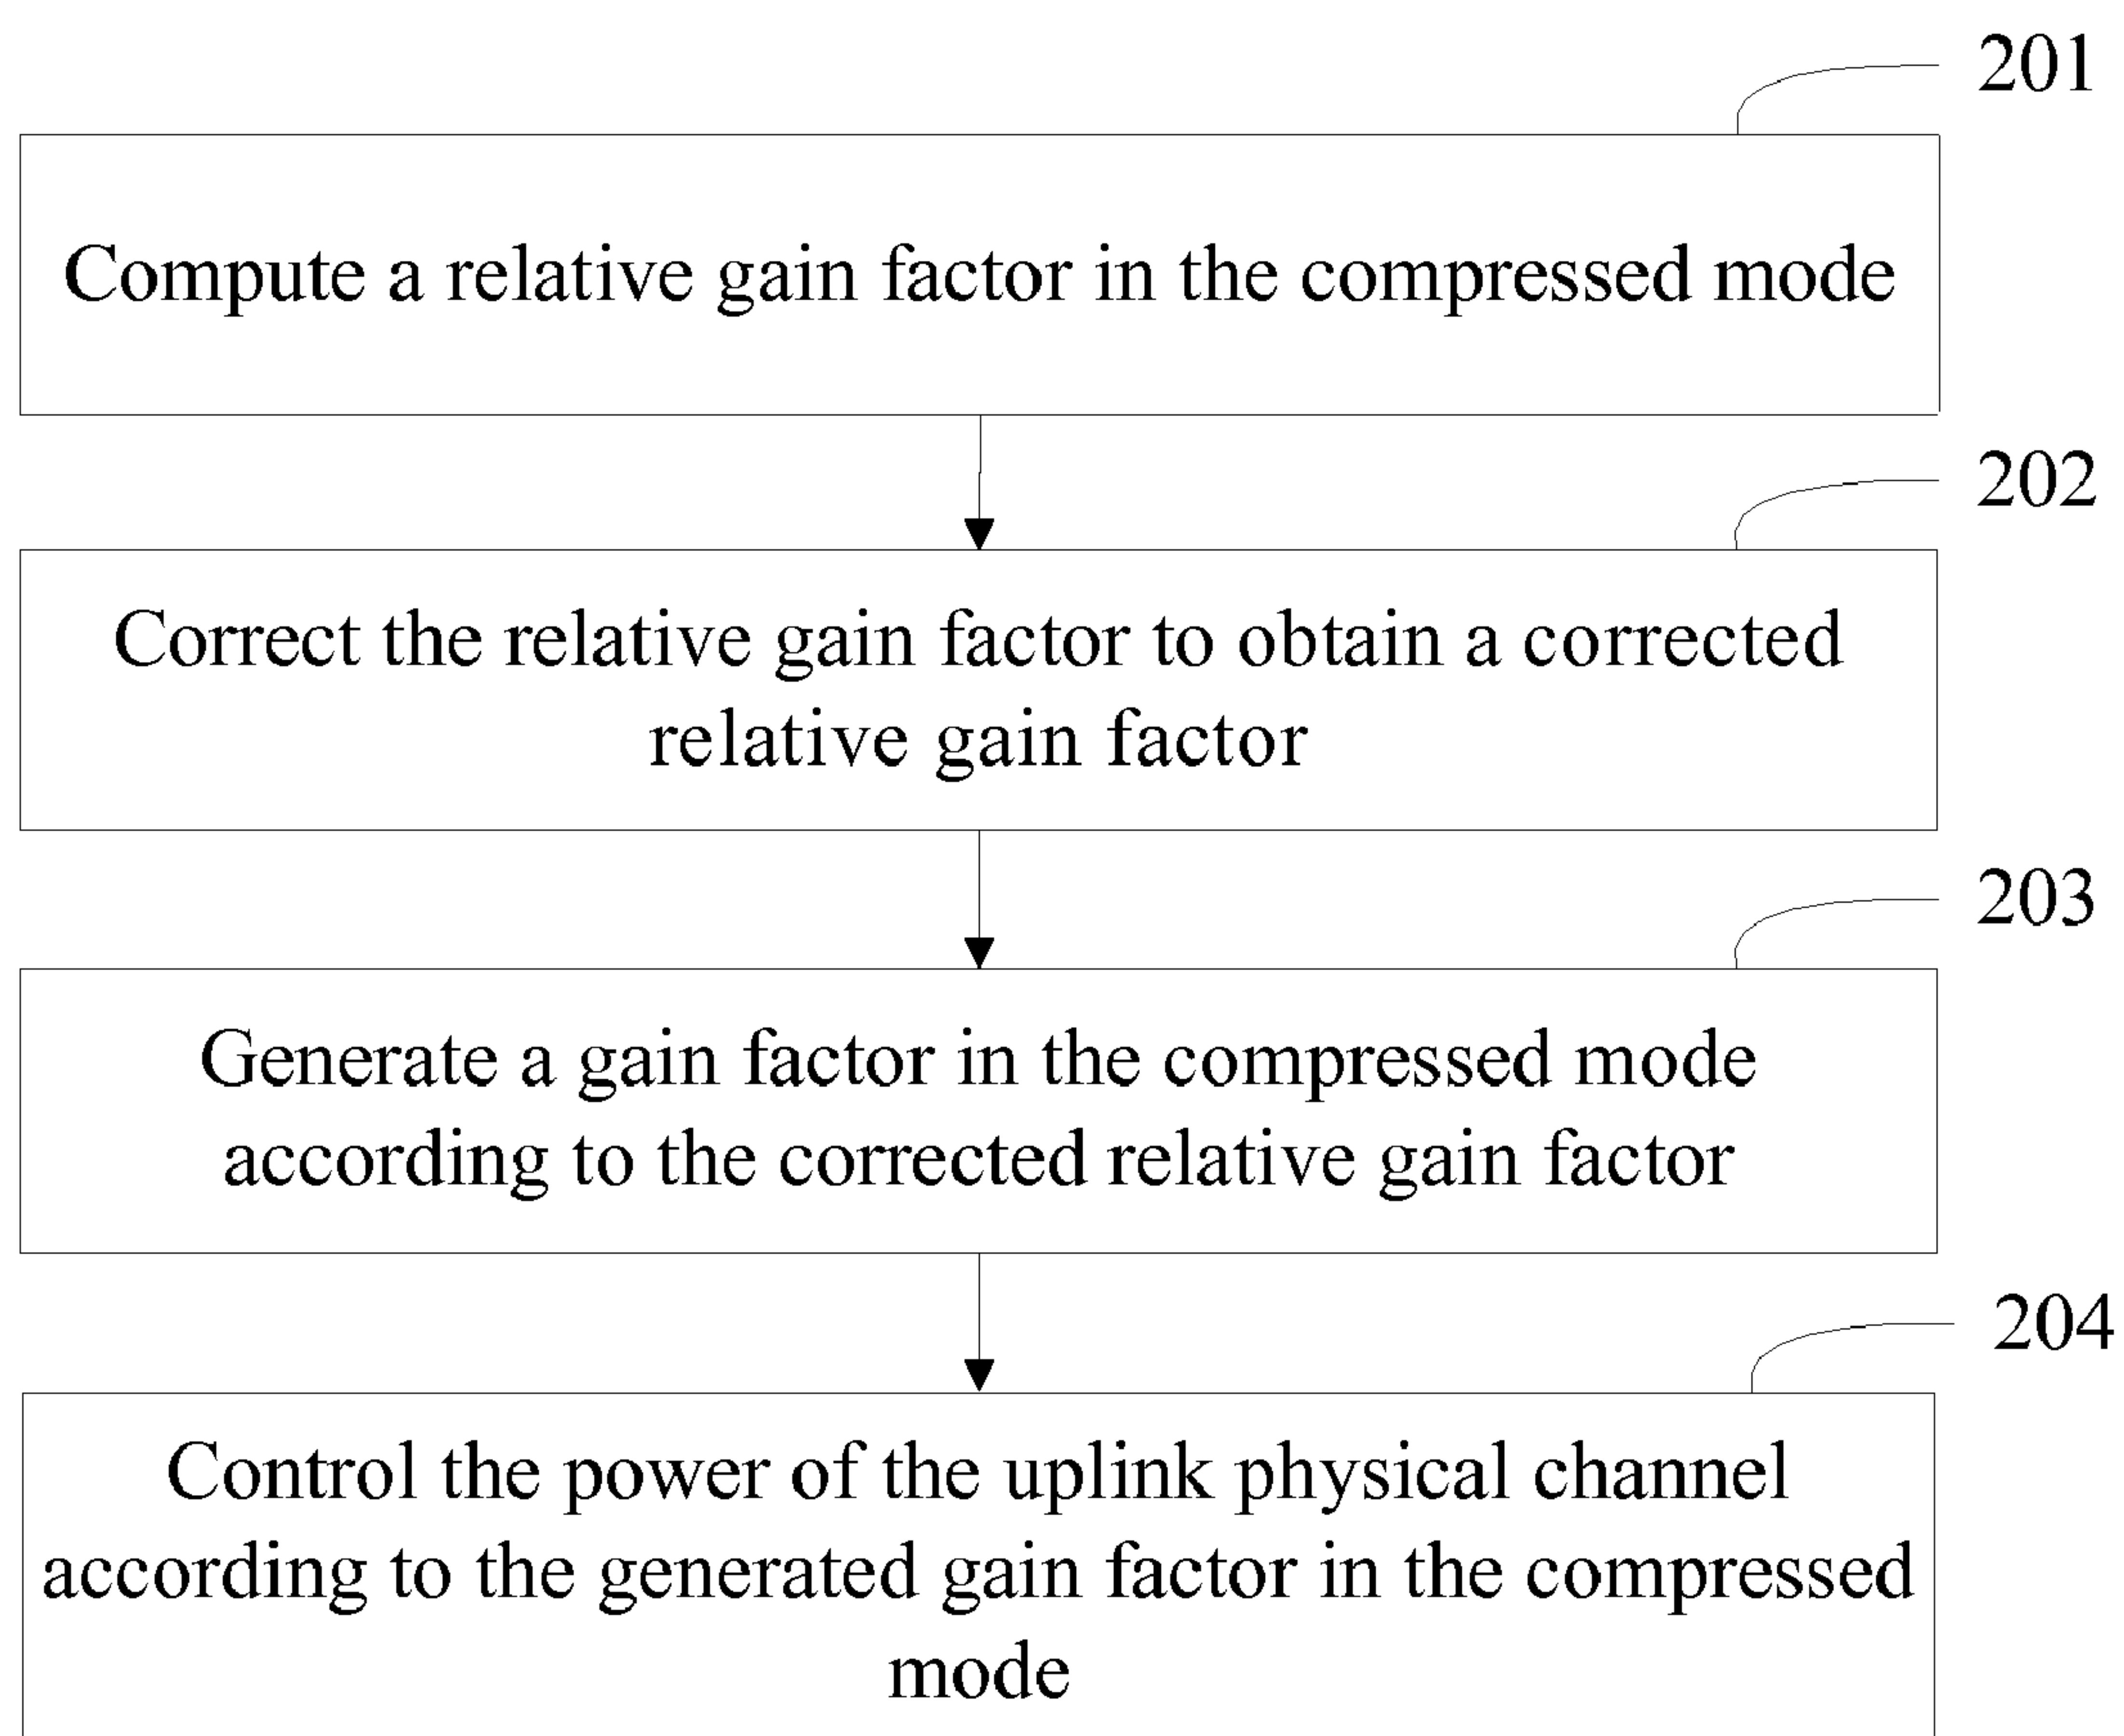 201
Compute a relative gain factor in the compressed mode
202
Correct the relative gain factor to obtain a corrected
relative gain factor
203
Generate a gain factor in the compressed mode
according to the corrected relative gain factor
204
Control the power of the uplink physical channel
according to the generated gain factor in the compressed
mode